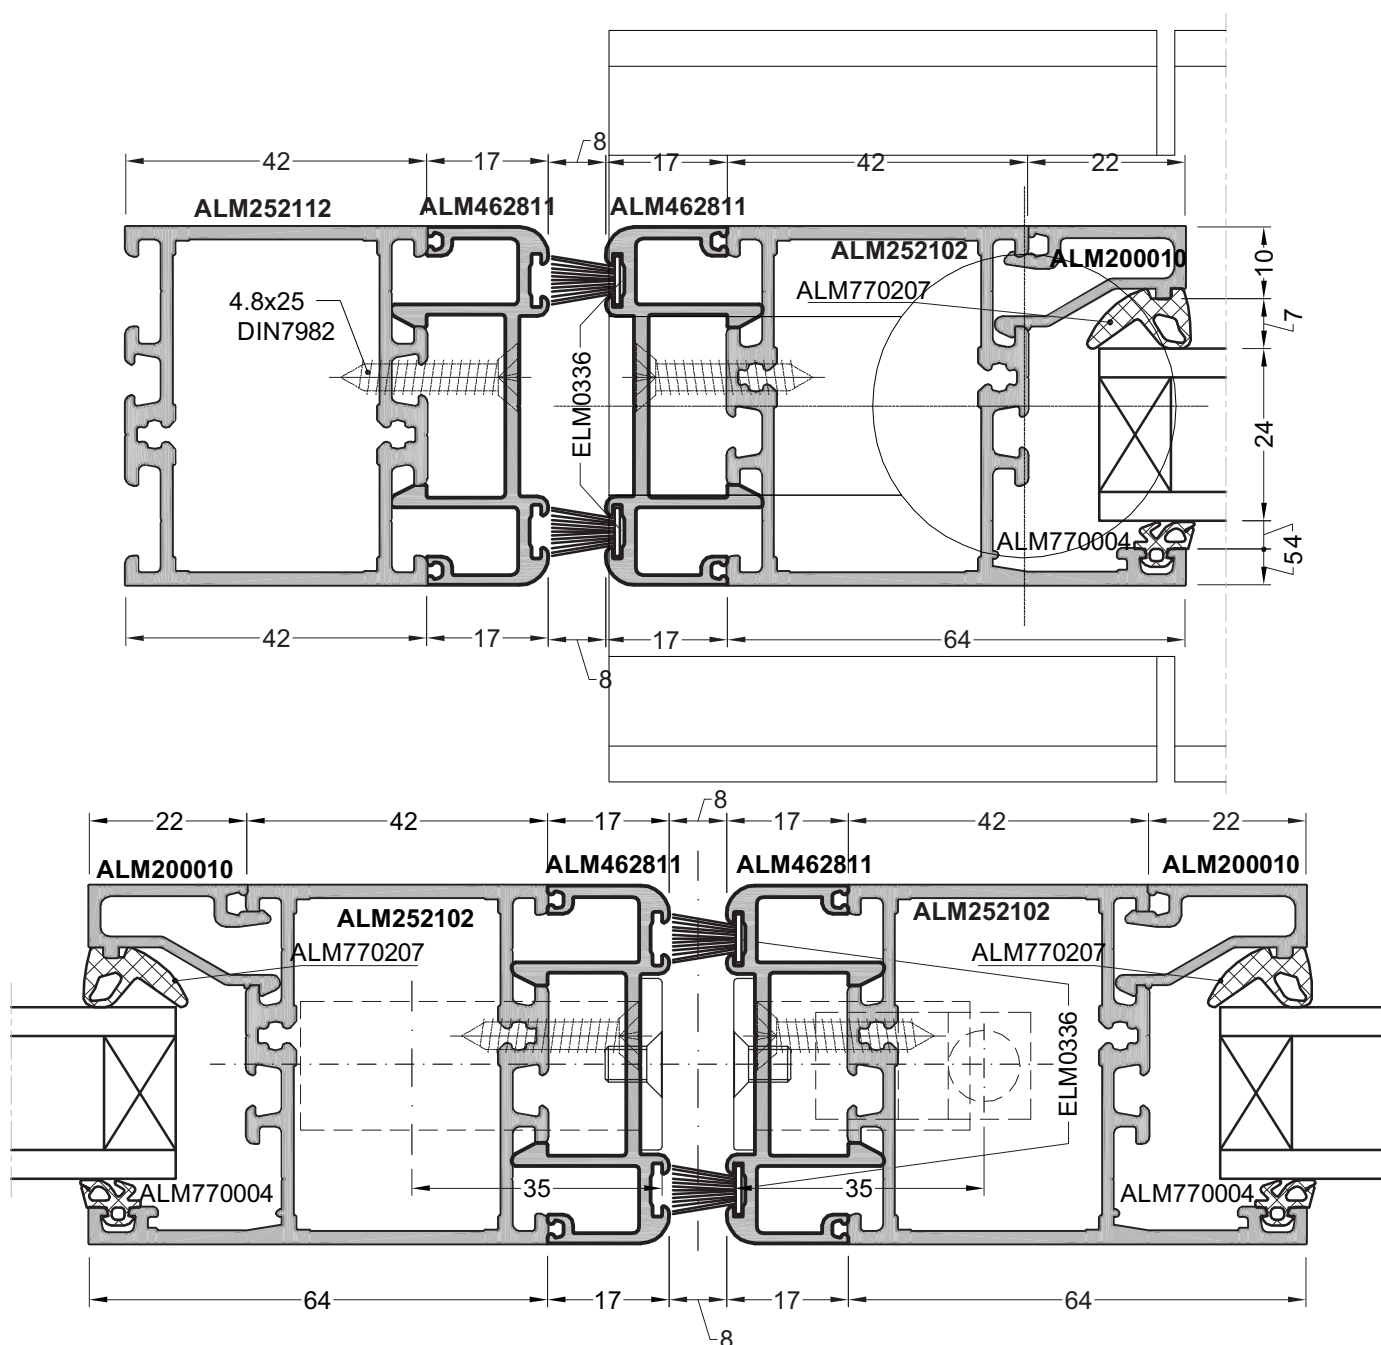 8
42 17 17 42 22
ALM252112 ALM462811 ALM462811
ALM252102 ALM200010
ALM770207
4.8x25
DIN7982
ELM0336
10
7
24
4
5
ALM770004
42 17 17 64
8
8
22 42 17 17 42 22
ALM200010 ALM462811 ALM462811 ALM200010
ALM252102 ALM252102
ALM770207 ALM770207
ELM0336
ALM770004 35 35 ALM770004
64 17 17 64
8